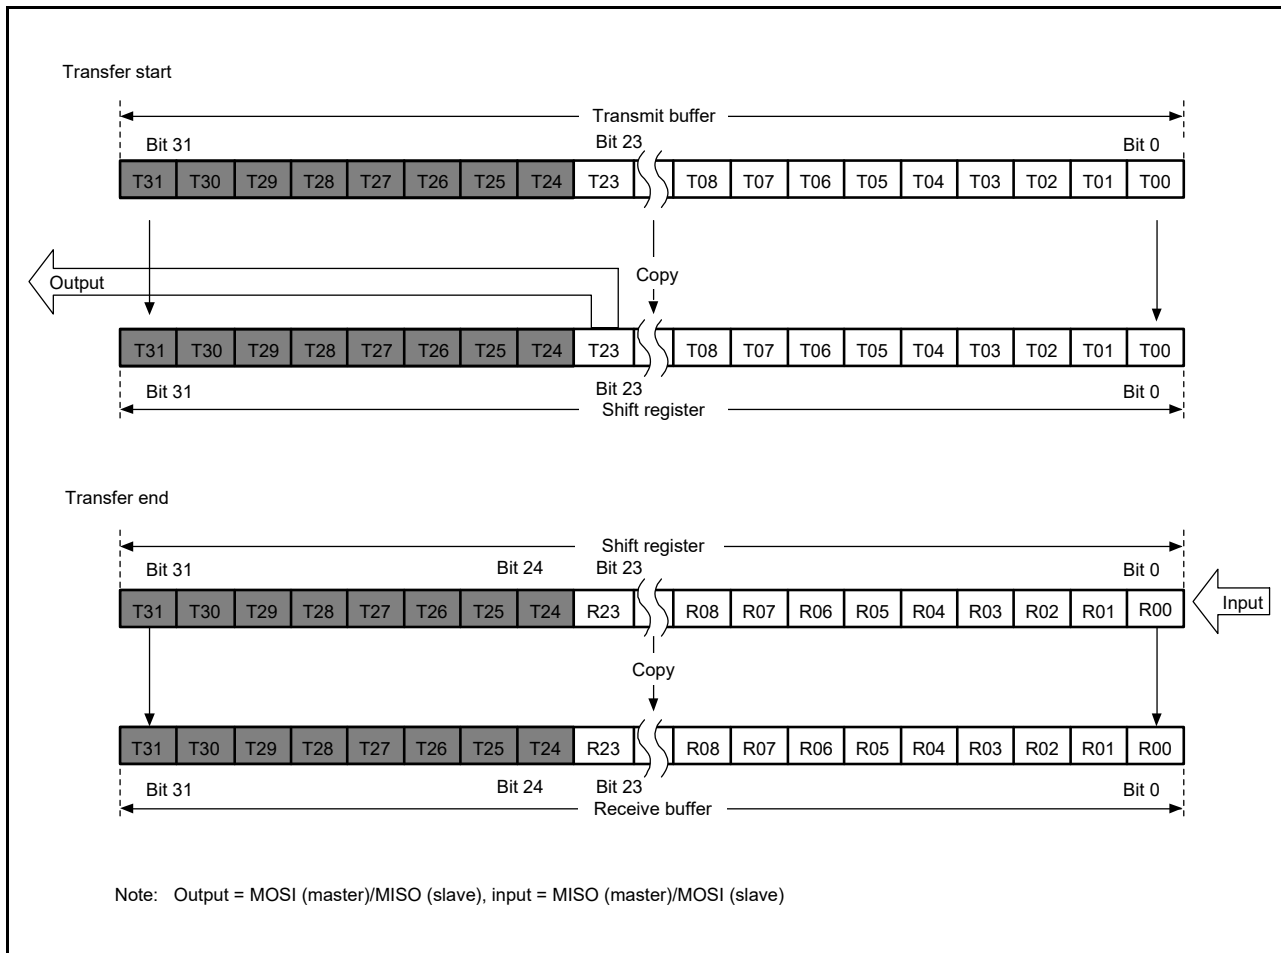 Transfer start
Transmit buffer
Bit 31 Bit 23 Bit 0
T31 T30 T29 T28 T27 T26 T25 T24 T23 T08 T07 T06 T05 T04 T03 T02 T01 T00
Output Copy
T31 T30 T29 T28 T27 T26 T25 T24 T23 T08 T07 T06 T05 T04 T03 T02 T01 T00
Bit 31 Bit 23 Bit 0
Shift register
Transfer end
Shift register
Bit 31 Bit 24 Bit 23 Bit 0
T31 T30 T29 T28 T27 T26 T25 T24 R23 R08 R07 R06 R05 R04 R03 R02 R01 R00 Input
Copy
T31 T30 T29 T28 T27 T26 T25 T24 R23 R08 R07 R06 R05 R04 R03 R02 R01 R00
Bit 31 Bit 24 Bit 23 Bit 0
Receive buffer
Note: Output = MOSI (master)/MISO (slave), input = MISO (master)/MOSI (slave)